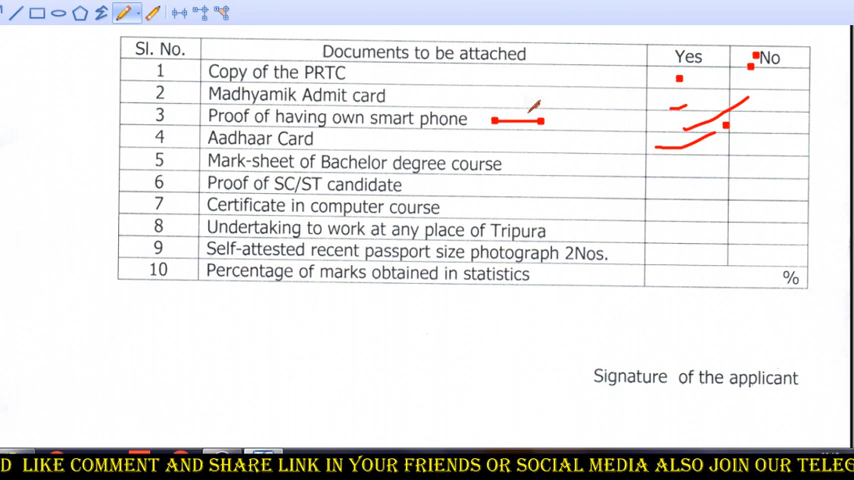 Sl. No. Documents to be attached Yes No
1 Copy of the PRTC
2 Madhyamik Admit card
3 Proof of having own smart phone
4 Aadhaar Card
5 Mark-sheet of Bachelor degree course
6 Proof of SC/ST candidate
7 Certificate in computer course
8 Undertaking to work at any place of Tripura
9 Self-attested recent passport size photograph 2Nos.
10 Percentage of marks obtained in statistics %
Signature of the applicant
D LIKE COMMENT AND SHARE LINK IN YOUR FRIENDS OR SOCIAL MEDIA ALSO JOIN OUR TELEG